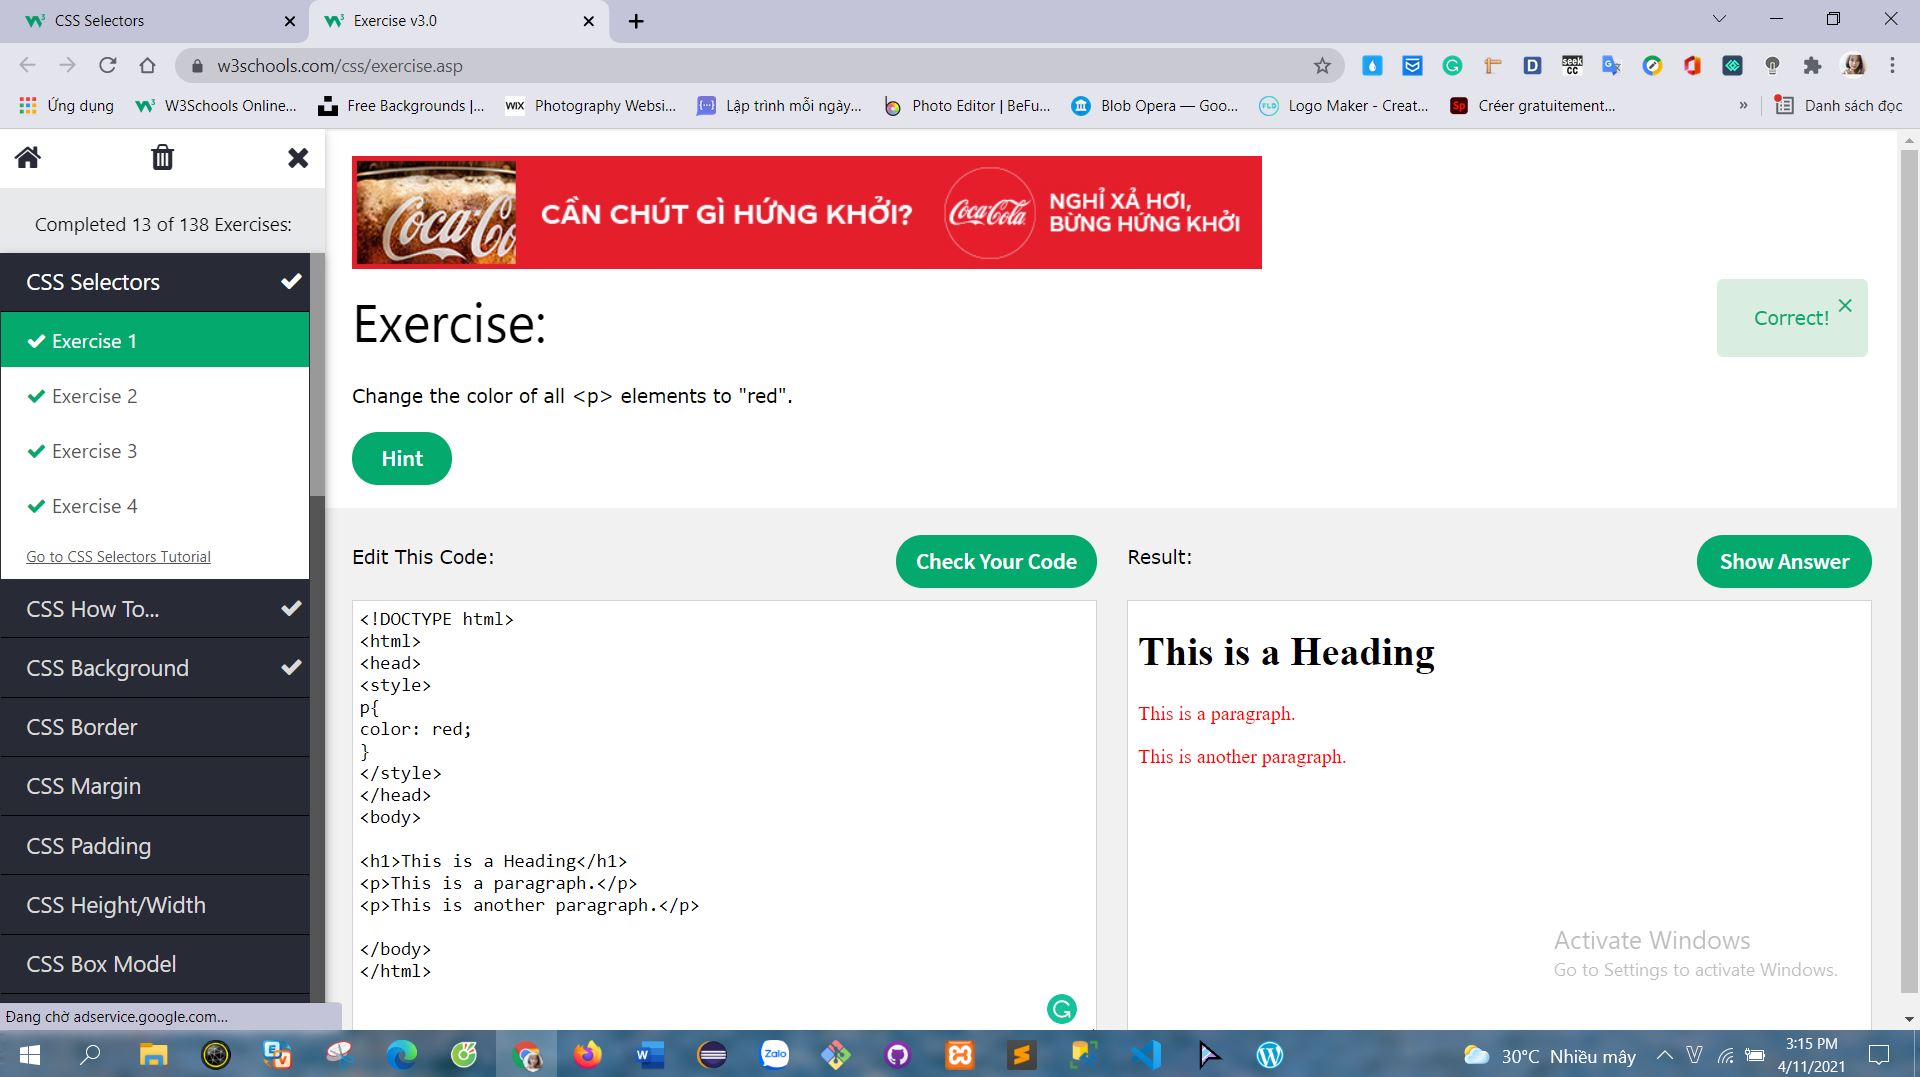 CSS Selectors
Exercise v3.0
w3schools.com/css/exercise.asp
Ứng dụng
W3Schools Online...
Free Backgrounds |...
WIX
Photography Websi...
Lập trình mỗi ngày...
Photo Editor | BeFu...
Blob Opera — Goo...
Logo Maker - Creat...
Créer gratuitement...
»
Danh sách đọc
Completed 13 of 138 Exercises:
CSS Selectors
Exercise 1
Exercise 2
Exercise 3
Exercise 4
Go to CSS Selectors Tutorial
CSS How To...
CSS Background
CSS Border
CSS Margin
CSS Padding
CSS Height/Width
CSS Box Model
Đang chờ adservice.google.com...
Coca Co
CẦN CHÚT GÌ HỨNG KHỞI?
Coca-Cola
NGHỈ XẢ HƠI,
BỪNG HỨNG KHỞI
Exercise:
Correct!
Change the color of all <p> elements to "red".
Hint
Edit This Code:
Check Your Code
Result:
Show Answer
<!DOCTYPE html>
<html>
<head>
<style>
p{
color: red;
}
</style>
</head>
<body>
<h1>This is a Heading</h1>
<p>This is a paragraph.</p>
<p>This is another paragraph.</p>
</body>
</html>
This is a Heading
This is a paragraph.
This is another paragraph.
Activate Windows
Go to Settings to activate Windows.
Zalo
30°C Nhiều mây
3:15 PM
4/11/2021